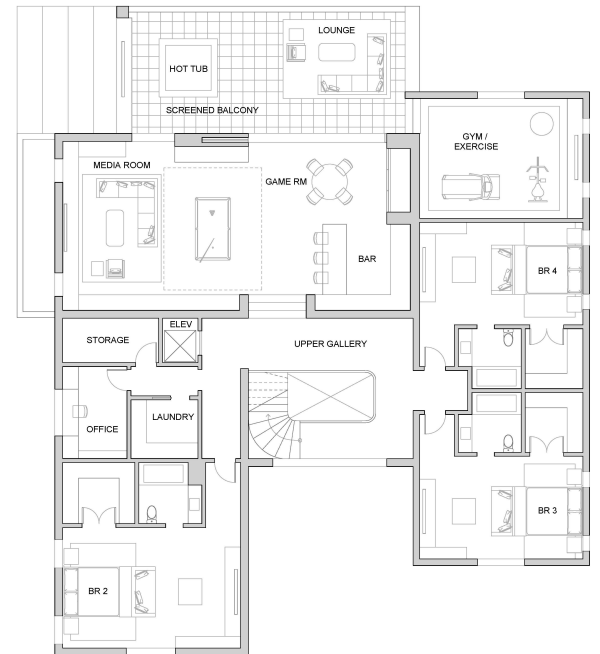 LOUNGE
HOT TUB
SCREENED BALCONY
GYM /
EXERCISE
MEDIA ROOM
GAME RM
BAR
BR 4
ELEV
STORAGE
UPPER GALLERY
LAUNDRY
OFFICE
BR 3
BR 2